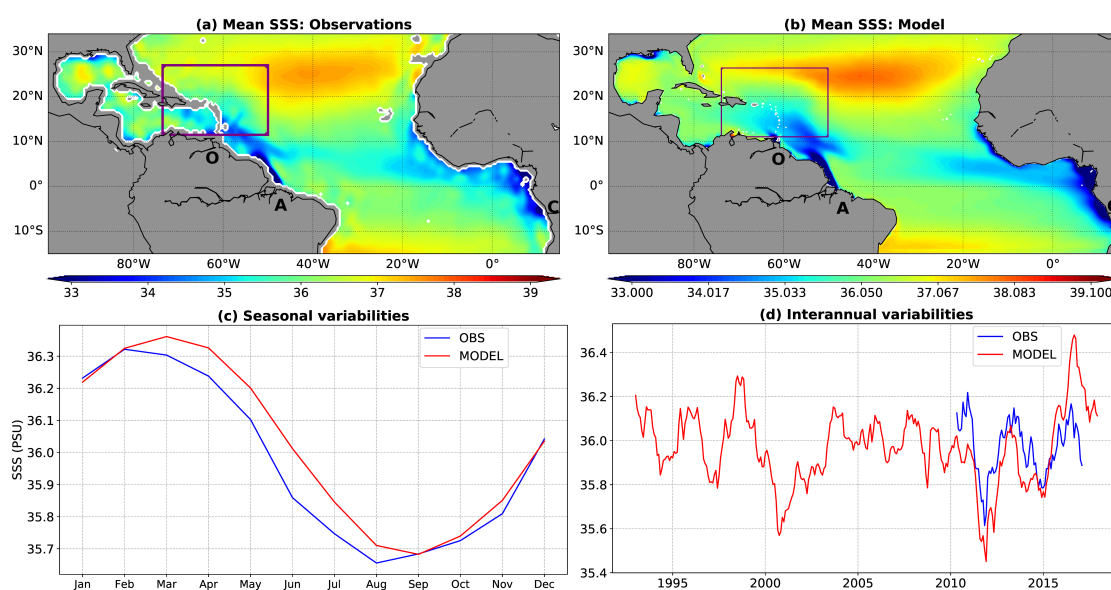 (a) Mean SSS: Observations
(b) Mean SSS: Model
30°N
20°N
10°N
0°
10°S
O
A
C
80°W 60°W 40°W 20°W 0°
33 34 35 36 37 38 39
30°N
20°N
10°N
0°
10°S
O
A
80°W 60°W 40°W 20°W 0°
33.000 34.017 35.033 36.050 37.067 38.083 39.100
(c) Seasonal variabilities
OBS
MODEL
SSS (PSU)
36.3
36.2
36.1
36.0
35.9
35.8
35.7
Jan Feb Mar Apr May Jun Jul Aug Sep Oct Nov Dec
(d) Interannual variabilities
OBS
MODEL
36.4
36.2
36.0
35.8
35.6
35.4
1995 2000 2005 2010 2015